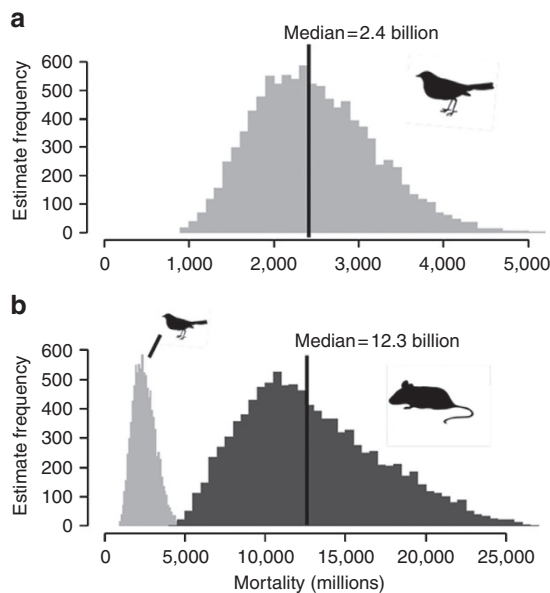 a
Median=2.4 billion
Estimate frequency
600
500
400
300
200
100
0
0 1,000 2,000 3,000 4,000 5,000
b
Median=12.3 billion
Estimate frequency
600
500
400
300
200
100
0
0 5,000 10,000 15,000 20,000 25,000
Mortality (millions)